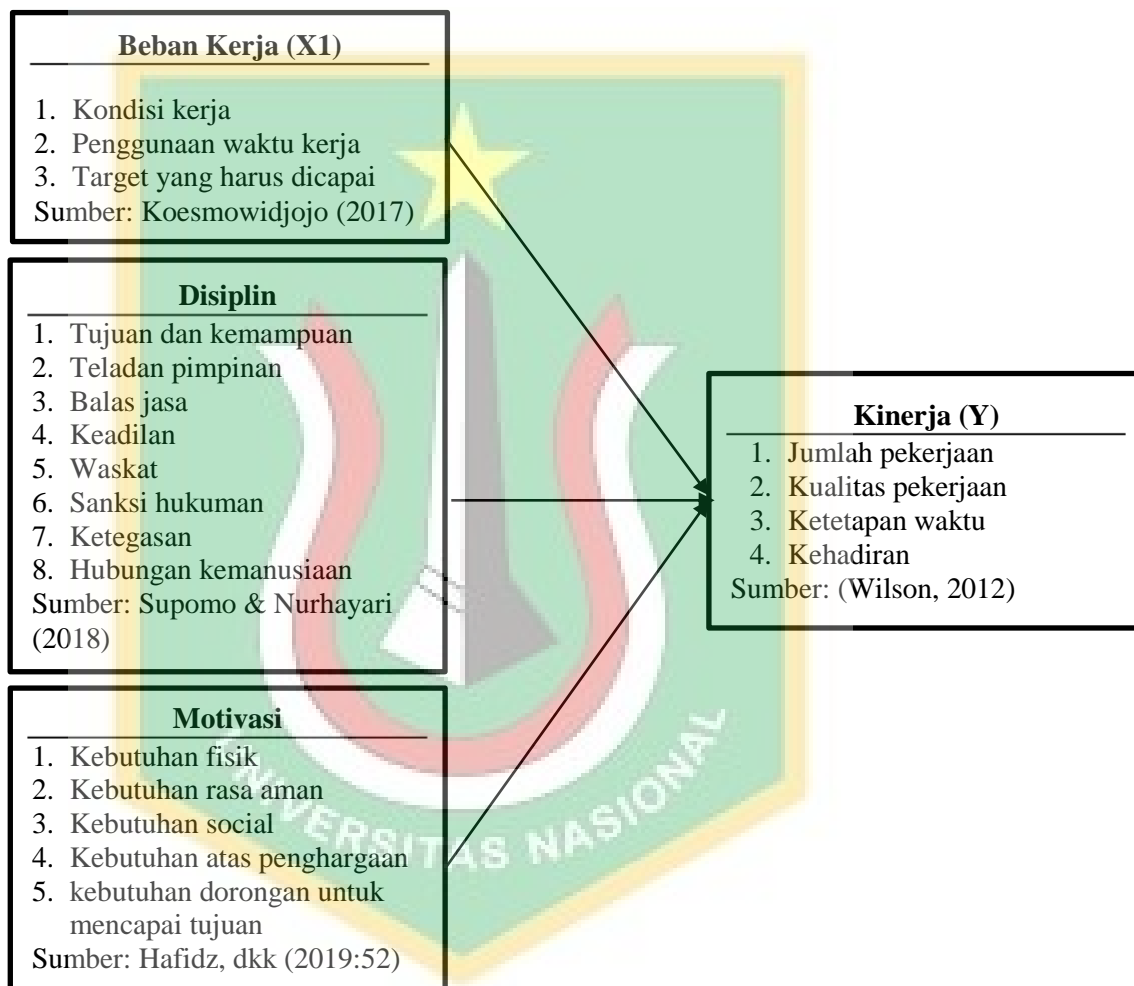 Beban Kerja (X1)
1. Kondisi kerja
2. Penggunaan waktu kerja
3. Target yang harus dicapai
Sumber: Koesmowidjojo (2017)
Disiplin
1. Tujuan dan kemampuan
2. Teladan pimpinan
3. Balas jasa
4. Keadilan
5. Waskat
6. Sanksi hukuman
7. Ketegasan
8. Hubungan kemanusiaan
Sumber: Supomo & Nurhayari
(2018)
Motivasi
1. Kebutuhan fisik
2. Kebutuhan rasa aman
3. Kebutuhan social
4. Kebutuhan atas penghargaan
5. kebutuhan dorongan untuk
mencapai tujuan
Sumber: Hafidz, dkk (2019:52)
Kinerja (Y)
1. Jumlah pekerjaan
2. Kualitas pekerjaan
3. Ketetapan waktu
4. Kehadiran
Sumber: (Wilson, 2012)
UNIVERSITAS NASIONAL